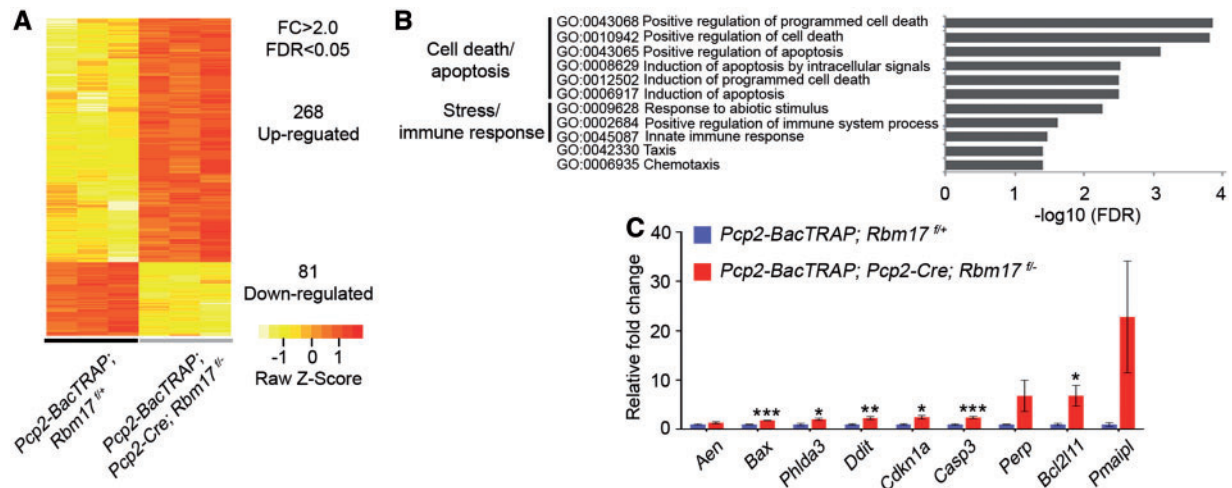 A
FC>2.0
FDR<0.05
268
Up-reguated
81
Down-regulated
-1 0 1
Raw Z-Score
Pcp2-BacTRAP;
Rbm17 f/+
Pcp2-BacTRAP;
Pcp2-Cre; Rbm17 f/-
B
Cell death/
apoptosis
Stress/
immune response
GO:0043068 Positive regulation of programmed cell death
GO:0010942 Positive regulation of cell death
GO:0043065 Positive regulation of apoptosis
GO:0008629 Induction of apoptosis by intracellular signals
GO:0012502 Induction of programmed cell death
GO:0006917 Induction of apoptosis
GO:0009628 Response to abiotic stimulus
GO:0002684 Positive regulation of immune system process
GO:0045087 Innate immune response
GO:0042330 Taxis
GO:0006935 Chemotaxis
0 1 2 3 4
-log10 (FDR)
C
Pcp2-BacTRAP; Rbm17 f/+
Pcp2-BacTRAP; Pcp2-Cre; Rbm17 f/-
Relative fold change
40
30
20
10
0
*** * ** * *** *
Aen Bax Phlda3 Ddit Cdkn1a Casp3 Perp Bcl2l11 Pmaipl